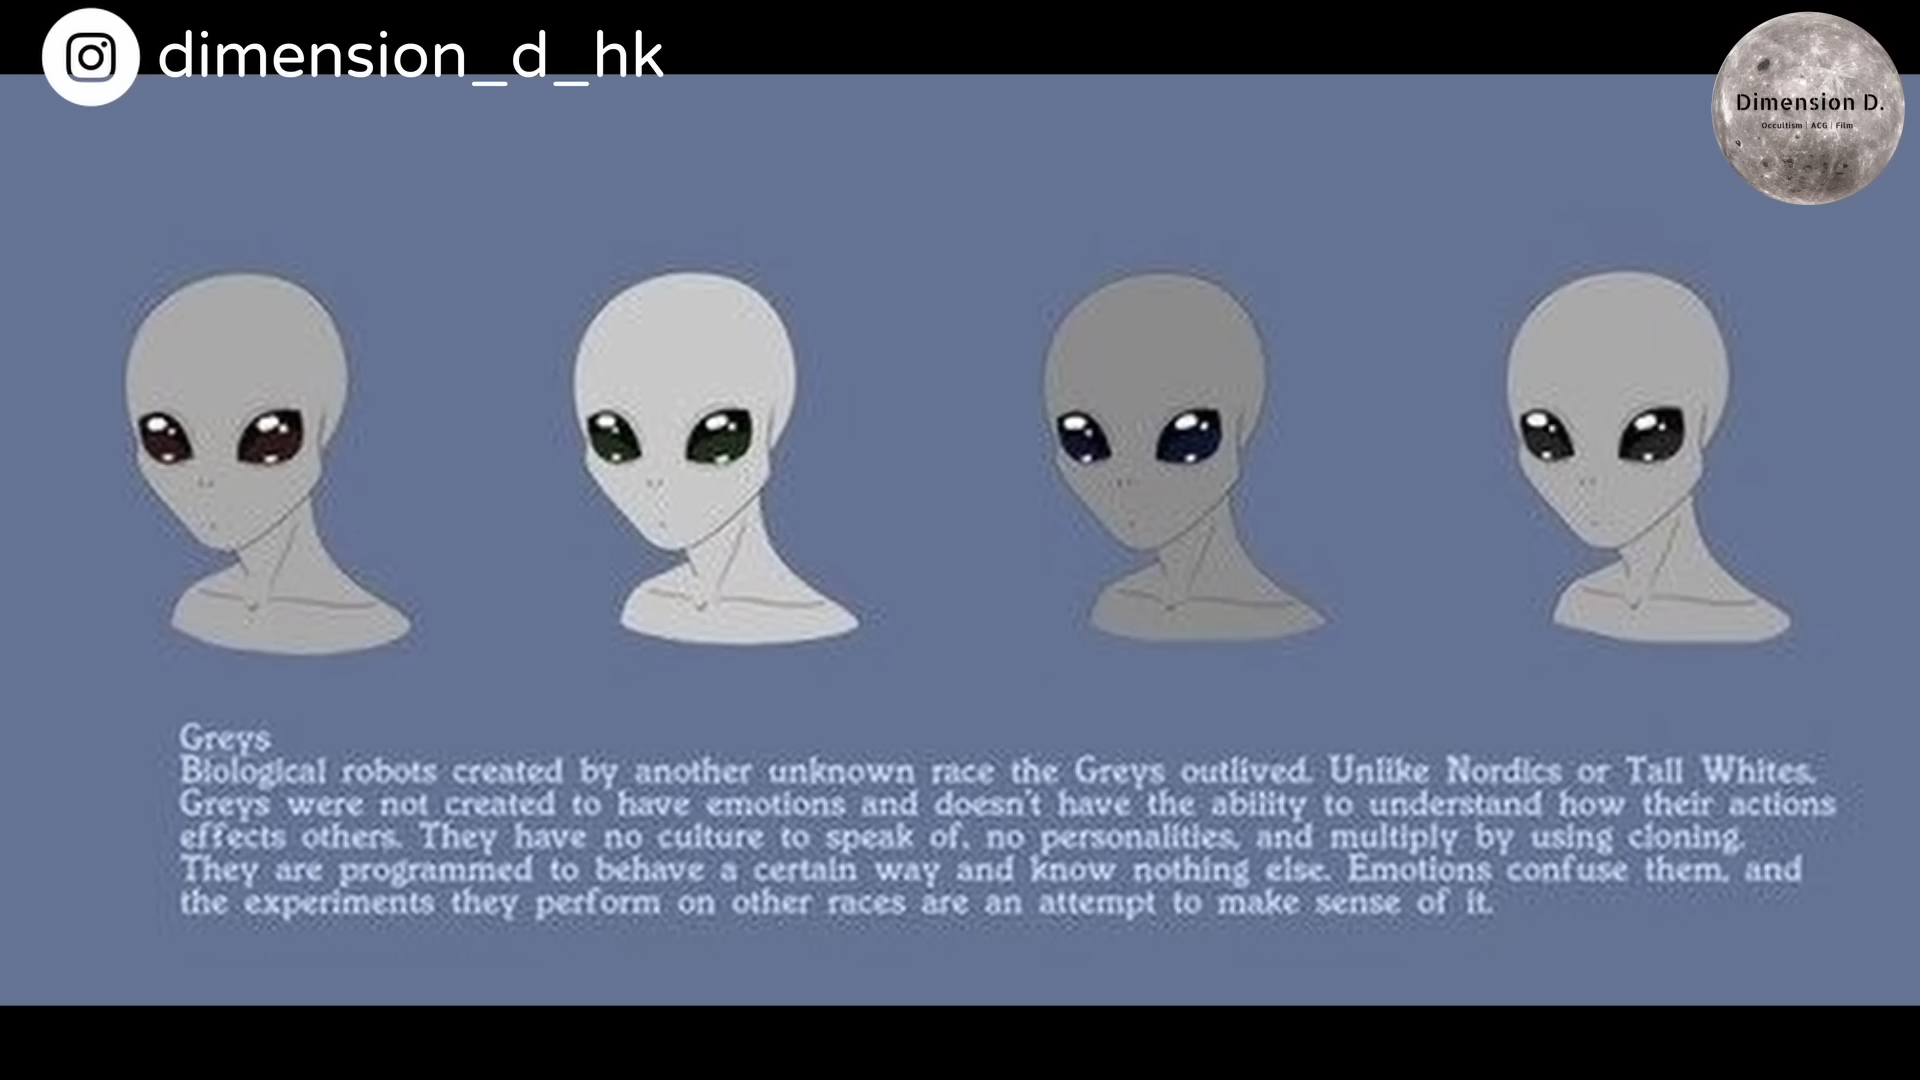 dimension_d_hk
Dimension D.
Occultism | ACG | Film
Greys
Biological robots created by another unknown race the Greys outlived. Unlike Nordics or Tall Whites,
Greys were not created to have emotions and doesn't have the ability to understand how their actions
effects others. They have no culture to speak of, no personalities, and multiply by using cloning.
They are programmed to behave a certain way and know nothing else. Emotions confuse them, and
the experiments they perform on other races are an attempt to make sense of it.